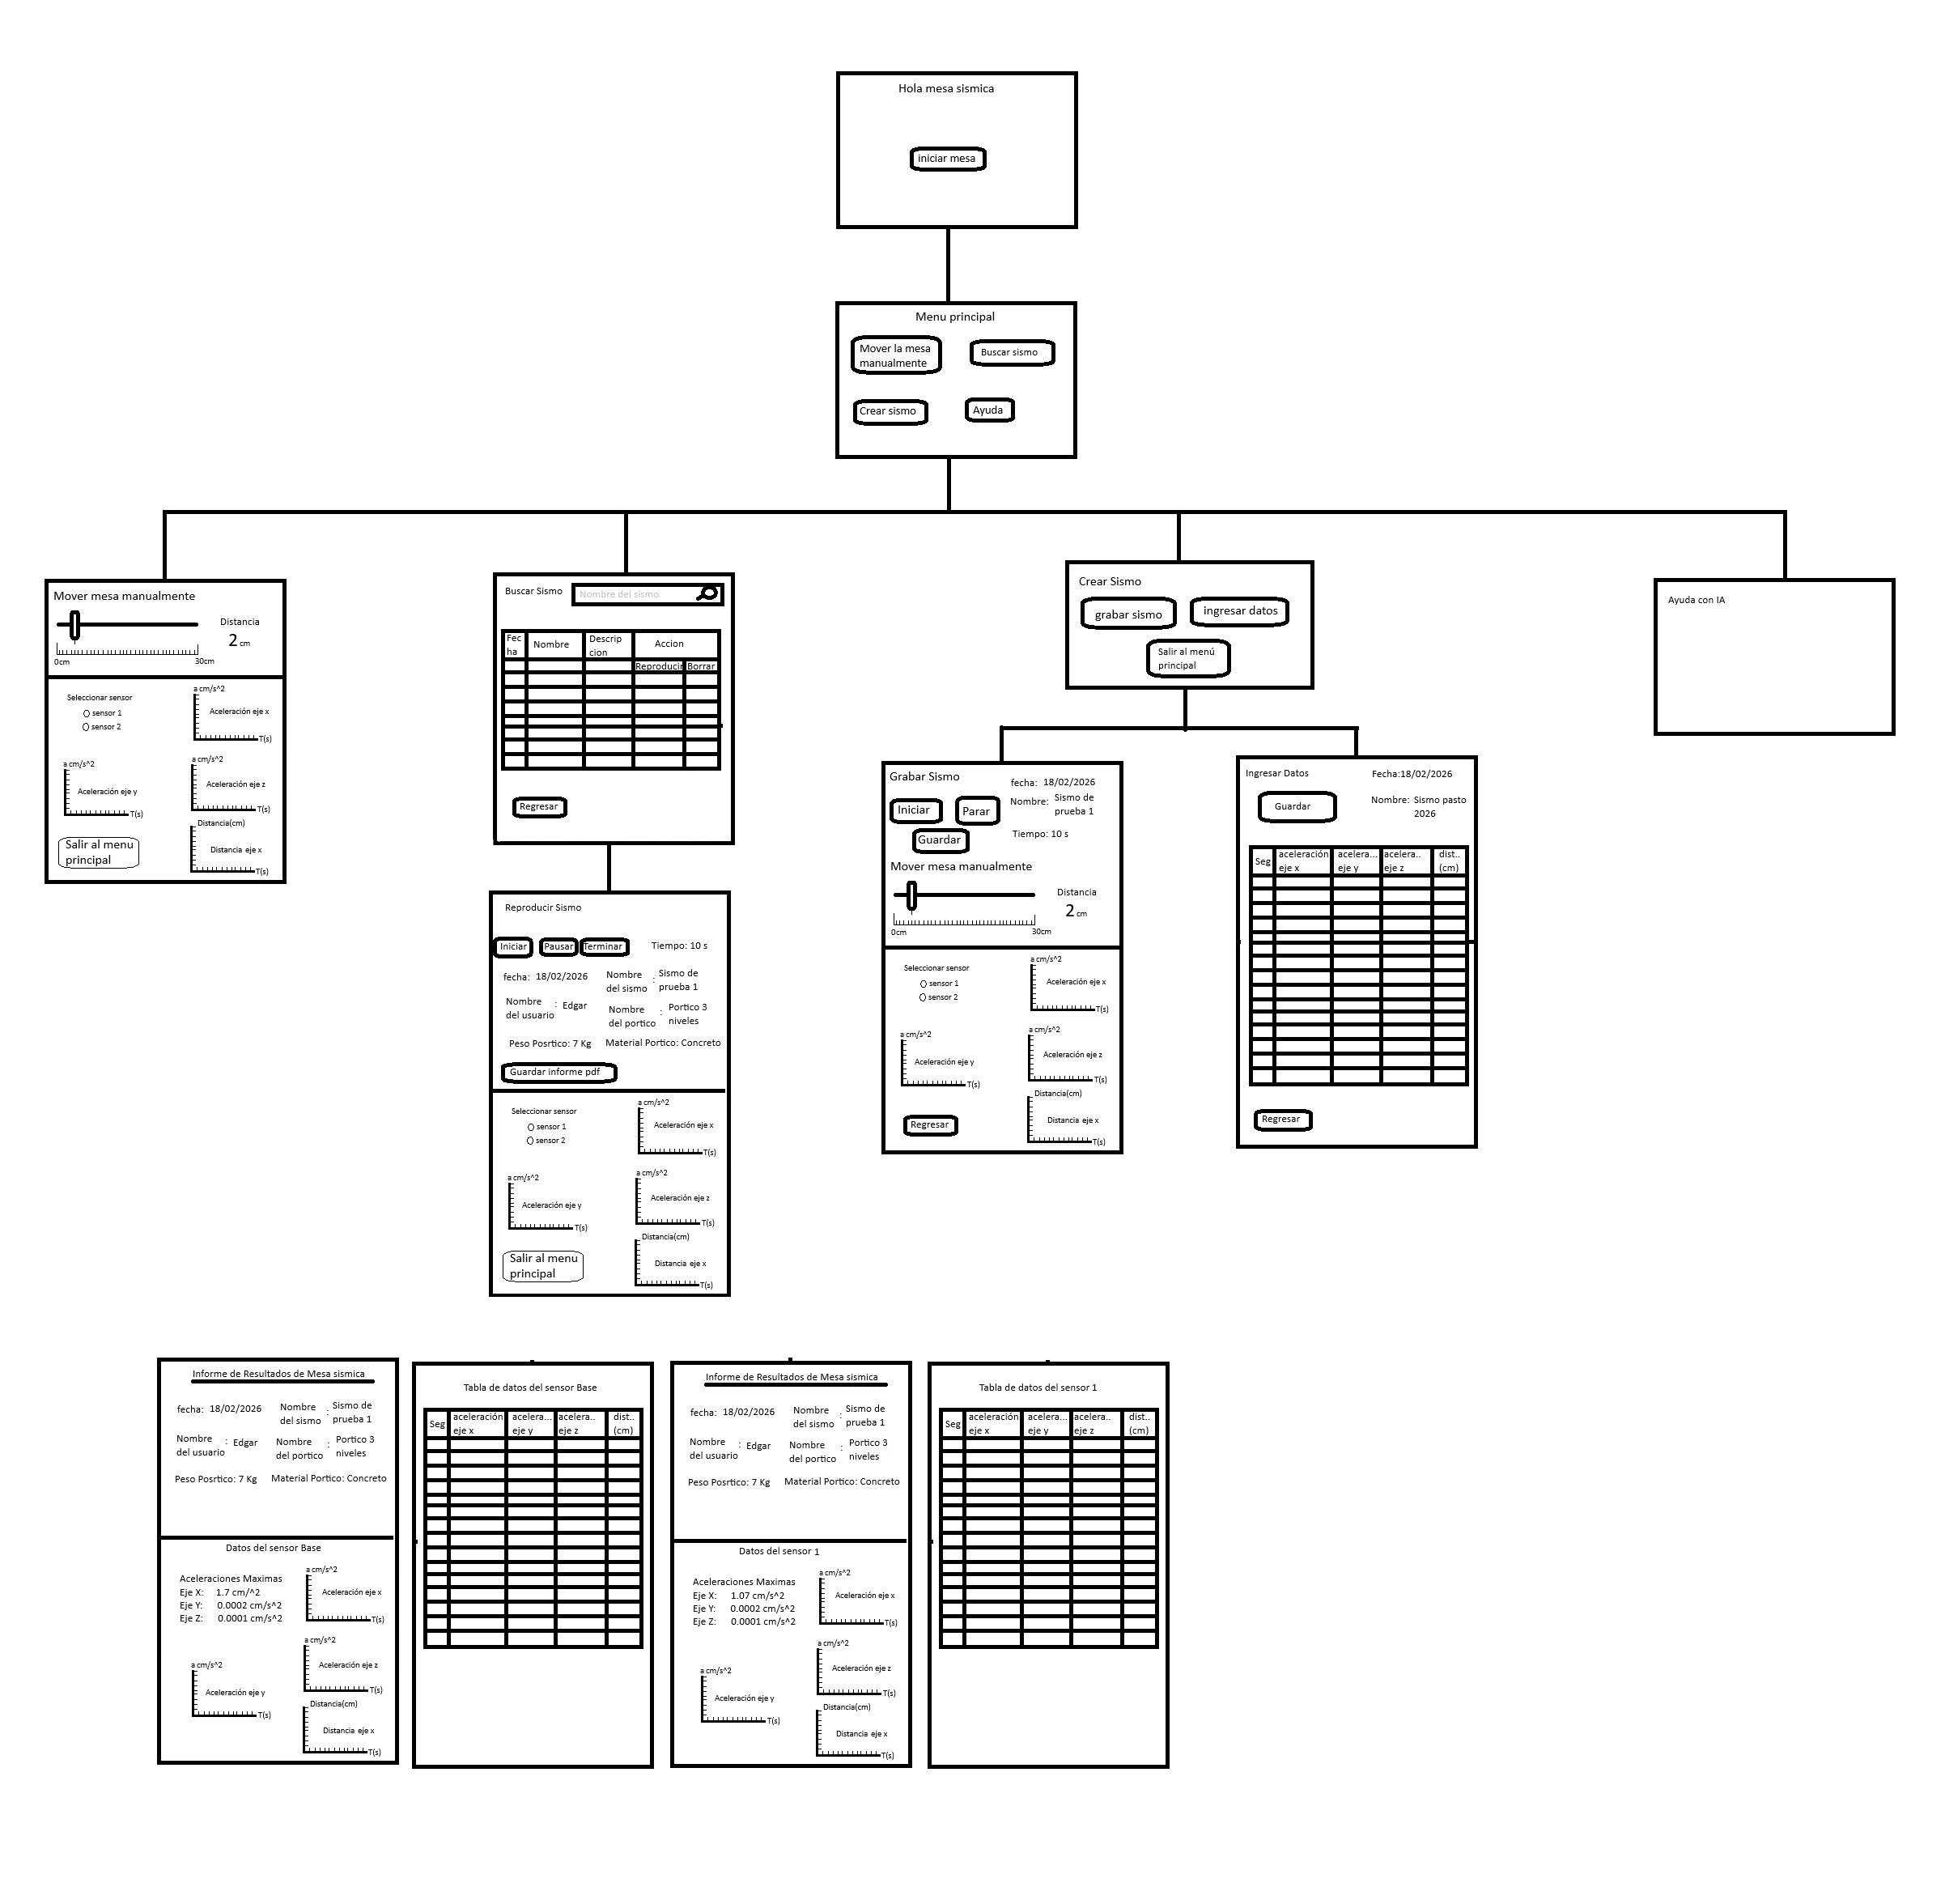 Hola mesa sismica
iniciar mesa
Menu principal
Mover la mesa
manualmente
Buscar sismo
Crear sismo
Ayuda
Mover mesa manualmente
Distancia
2 cm
0cm
30cm
Seleccionar sensor
sensor 1
sensor 2
a cm/s^2
Aceleración eje x
T(s)
a cm/s^2
Aceleración eje y
T(s)
a cm/s^2
Aceleración eje z
T(s)
Distancia(cm)
Distancia eje x
T(s)
Salir al menu
principal
Buscar Sismo
Nombre del sismo
Fec
ha
Nombre
Descrip
cion
Accion
Reproducir
Borrar
Regresar
Reproducir Sismo
Iniciar
Pausar
Terminar
Tiempo: 10 s
fecha: 18/02/2026
Nombre
del sismo
:
Sismo de
prueba 1
Nombre
del usuario
: Edgar
Nombre
del portico
:
Portico 3
niveles
Peso Posrtico: 7 Kg
Material Portico: Concreto
Guardar informe pdf
Seleccionar sensor
sensor 1
sensor 2
a cm/s^2
Aceleración eje x
T(s)
a cm/s^2
Aceleración eje y
T(s)
a cm/s^2
Aceleración eje z
T(s)
Distancia(cm)
Distancia eje x
T(s)
Salir al menu
principal
Crear Sismo
grabar sismo
ingresar datos
Salir al menú
principal
Grabar Sismo
fecha: 18/02/2026
Iniciar
Parar
Nombre:
Sismo de
prueba 1
Guardar
Tiempo: 10 s
Mover mesa manualmente
Distancia
2 cm
0cm
30cm
Seleccionar sensor
sensor 1
sensor 2
a cm/s^2
Aceleración eje x
T(s)
a cm/s^2
Aceleración eje y
T(s)
a cm/s^2
Aceleración eje z
T(s)
Distancia(cm)
Distancia eje x
T(s)
Regresar
Ingresar Datos
Fecha:18/02/2026
Guardar
Nombre: Sismo pasto
2026
Seg
aceleración
eje x
acelera...
eje y
acelera..
eje z
dist..
(cm)
Regresar
Ayuda con IA
Informe de Resultados de Mesa sismica
fecha: 18/02/2026
Nombre
del sismo
:
Sismo de
prueba 1
Nombre
del usuario
: Edgar
Nombre
del portico
:
Portico 3
niveles
Peso Posrtico: 7 Kg
Material Portico: Concreto
Datos del sensor Base
Aceleraciones Maximas
Eje X: 1.7 cm/^2
Eje Y: 0.0002 cm/s^2
Eje Z: 0.0001 cm/s^2
a cm/s^2
Aceleración eje x
T(s)
a cm/s^2
Aceleración eje y
T(s)
a cm/s^2
Aceleración eje z
T(s)
Distancia(cm)
Distancia eje x
T(s)
Tabla de datos del sensor Base
Seg
aceleración
eje x
acelera...
eje y
acelera..
eje z
dist..
(cm)
Informe de Resultados de Mesa sismica
fecha: 18/02/2026
Nombre
del sismo
:
Sismo de
prueba 1
Nombre
del usuario
: Edgar
Nombre
del portico
:
Portico 3
niveles
Peso Posrtico: 7 Kg
Material Portico: Concreto
Datos del sensor 1
Aceleraciones Maximas
Eje X: 1.07 cm/s^2
Eje Y: 0.0002 cm/s^2
Eje Z: 0.0001 cm/s^2
a cm/s^2
Aceleración eje x
T(s)
a cm/s^2
Aceleración eje y
T(s)
a cm/s^2
Aceleración eje z
T(s)
Distancia(cm)
Distancia eje x
T(s)
Tabla de datos del sensor 1
Seg
aceleración
eje x
acelera...
eje y
acelera..
eje z
dist..
(cm)